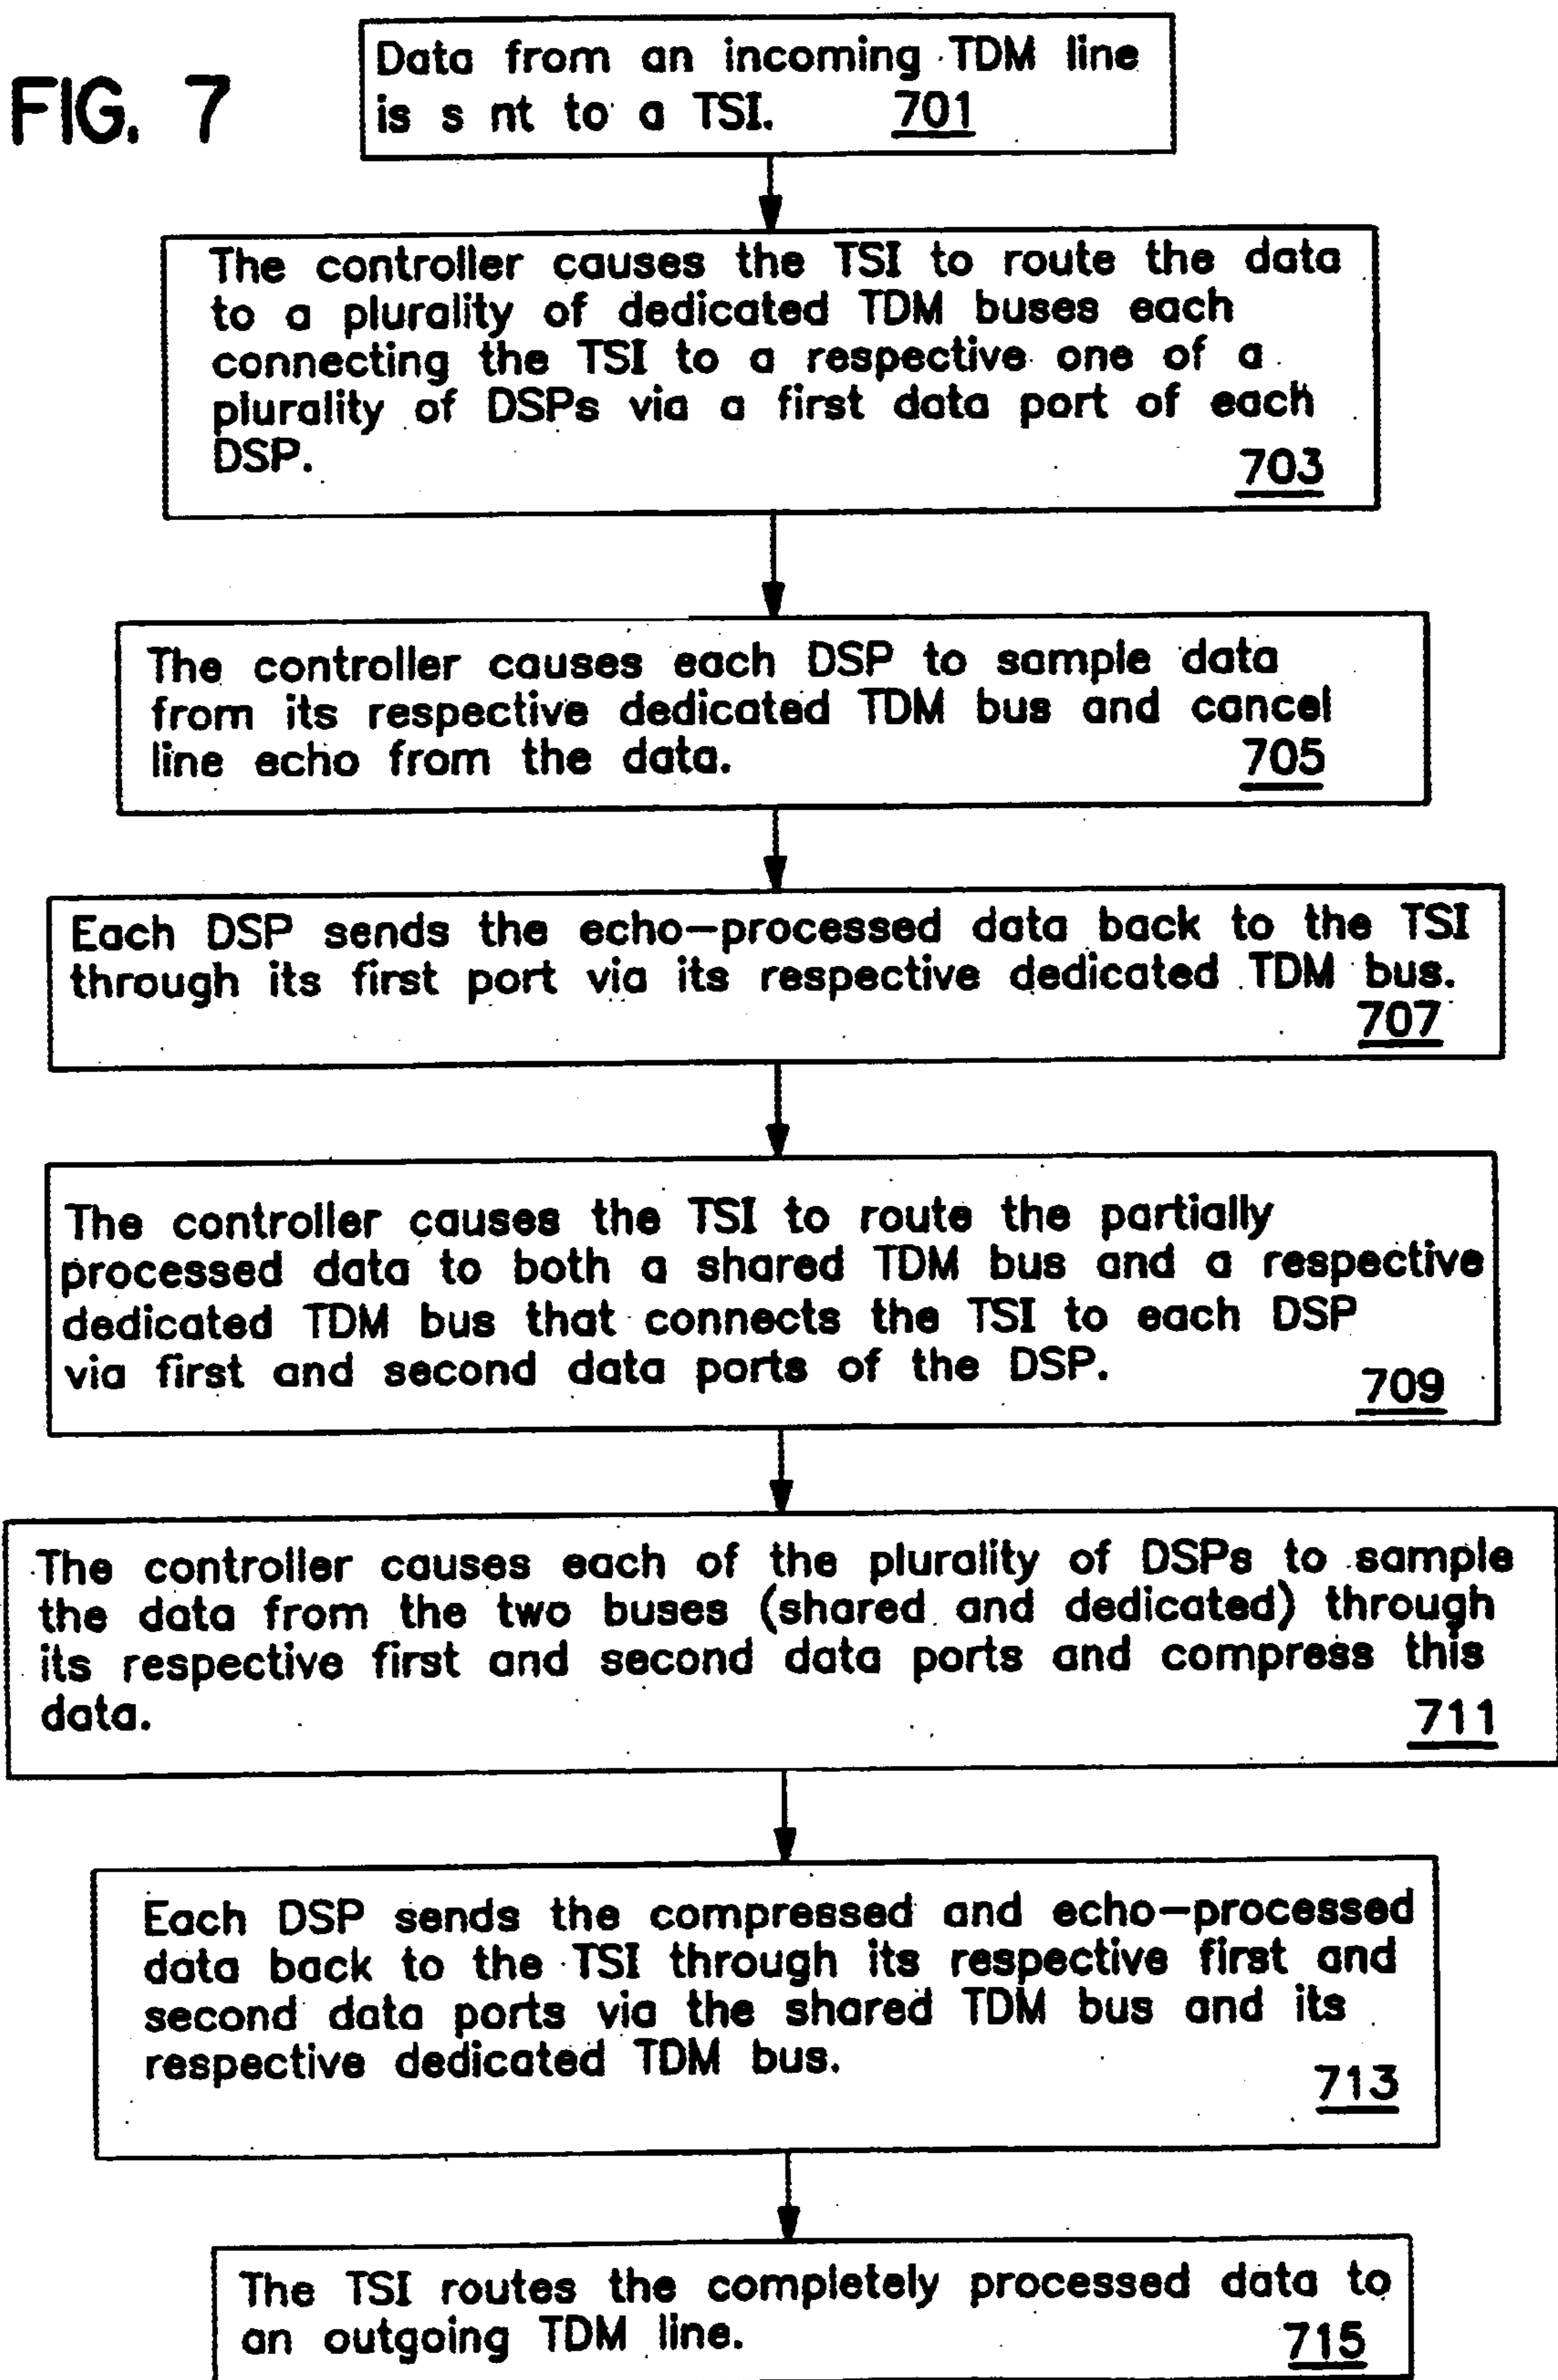 FIG. 7
Data from an incoming TDM line
is s nt to a TSI. 701
The controller causes the TSI to route the data
to a plurality of dedicated TDM buses each
connecting the TSI to a respective one of a
plurality of DSPs via a first data port of each
DSP.
703
The controller causes each DSP to sample data
from its respective dedicated TDM bus and cancel
line echo from the data. 705
Each DSP sends the echo-processed data back to the TSI
through its first port via its respective dedicated TDM bus.
707
The controller causes the TSI to route the partially
processed data to both a shared TDM bus and a respective
dedicated TDM bus that connects the TSI to each DSP
via first and second data ports of the DSP. 709
The controller causes each of the plurality of DSPs to sample
the data from the two buses (shared and dedicated) through
its respective first and second data ports and compress this
data. 711
Each DSP sends the compressed and echo-processed
data back to the TSI through its respective first and
second data ports via the shared TDM bus and its
respective dedicated TDM bus.
713
The TSI routes the completely processed data to
an outgoing TDM line. 715